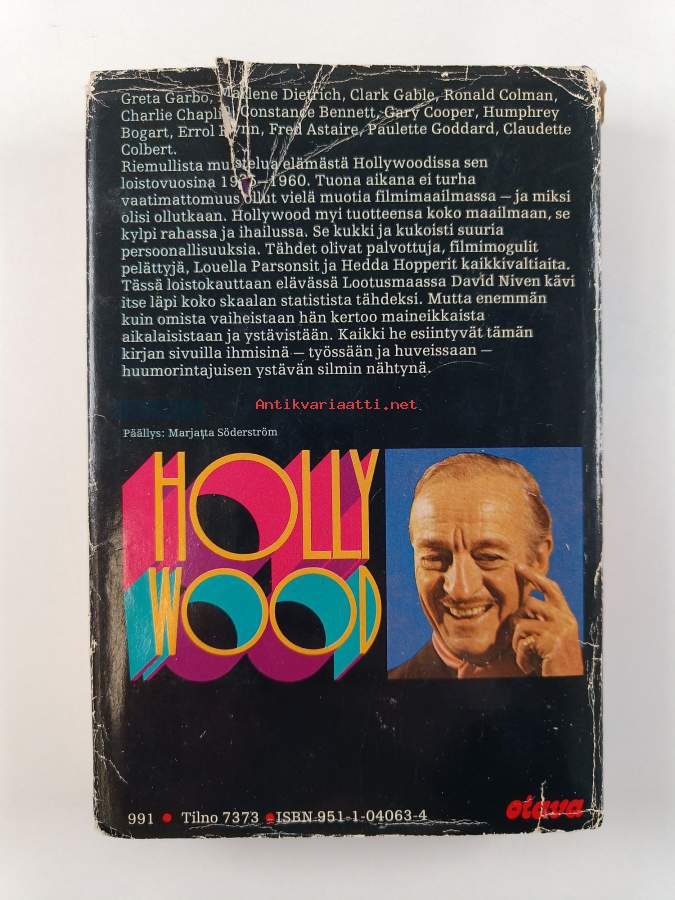 Greta Garbo, Marlene Dietrich, Clark Gable, Ronald Colman,
Charlie Chaplin, Constance Bennett, Gary Cooper, Humphrey
Bogart, Errol Flynn, Fred Astaire, Paulette Goddard, Claudette
Colbert.
Riemullista muistelua elämästä Hollywoodissa sen
loistovuosina –1960. Tuona aikana ei turha
vaatimattomuus ollut vielä muotia filmimaailmassa – ja miksi
olisi ollutkaan. Hollywood myi tuotteensa koko maailmaan, se
kylpi rahassa ja ihailussa. Se kukki ja kukoisti suuria
persoonallisuuksia. Tähdet olivat palvottuja, filmimogulit
pelättyjä, Louella Parsonsit ja Hedda Hopperit kaikkivaltiaita.
Tässä loistokauttaan elävässä Lootusmaassa David Niven kävi
itse läpi koko skaalan statistista tähdeksi. Mutta enemmän
kuin omista vaiheistaan hän kertoo maineikkaista
aikalaisistaan ja ystävistään. Kaikki he esiintyvät tämän
kirjan sivuilla ihmisinä – työssään ja huveissaan –
huumorintajuisen ystävän silmin nähtynä.
Antikvariaatti.net
Päällys: Marjatta Söderström
HOLLY
WOOD
991 • Tilno 7373 • ISBN 951-1-04063-4
otava